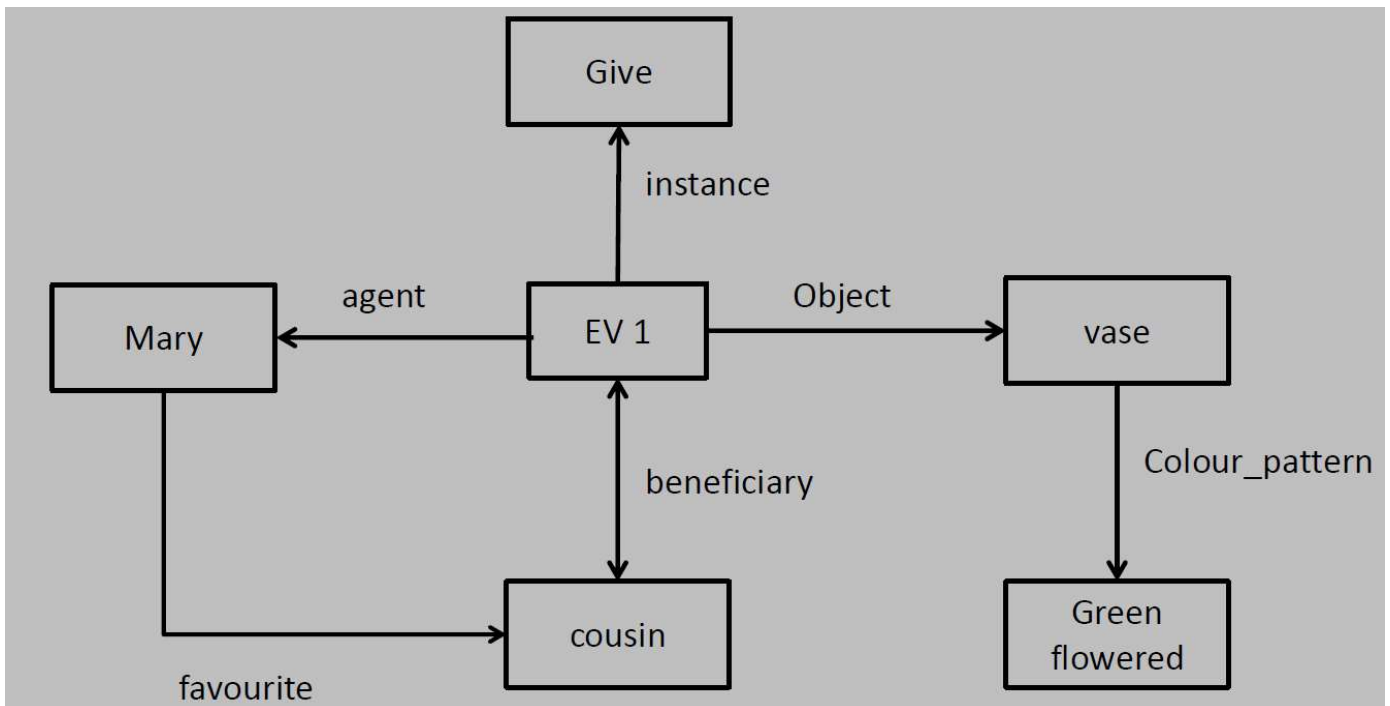 Give
instance
agent
Object
Mary
EV 1
vase
beneficiary
Colour_pattern
cousin
Green
flowered
favourite